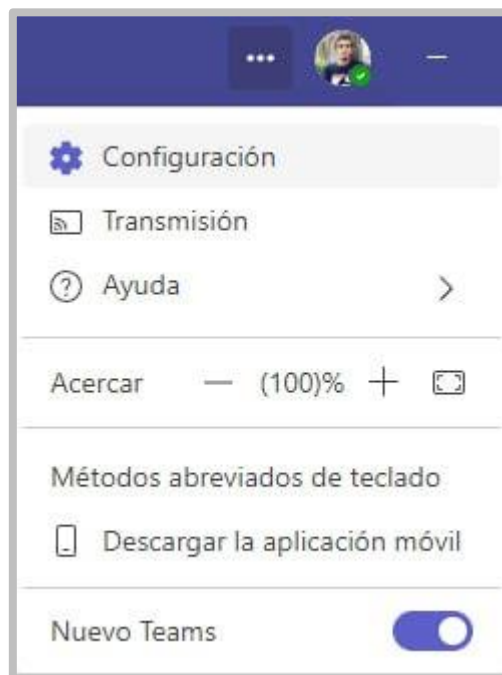 Configuración
Transmisión
Ayuda
Acercar — (100)% +
Métodos abreviados de teclado
Descargar la aplicación móvil
Nuevo Teams